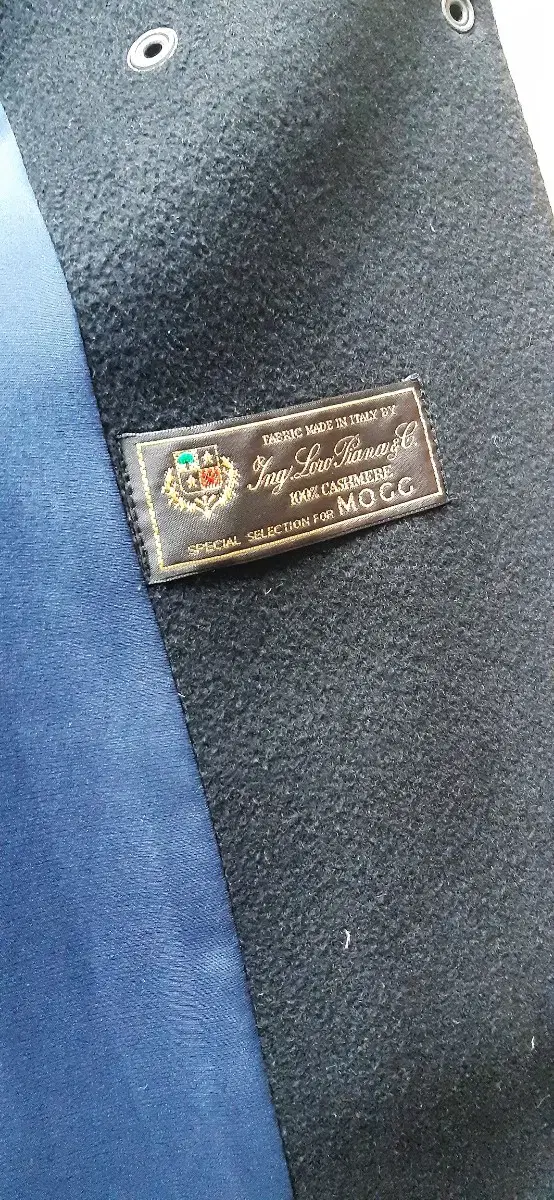 FABRIC MADE IN ITALY BY
Ing. Loro Piana & C.
100% CASHMERE
SPECIAL SELECTION FOR MOGG